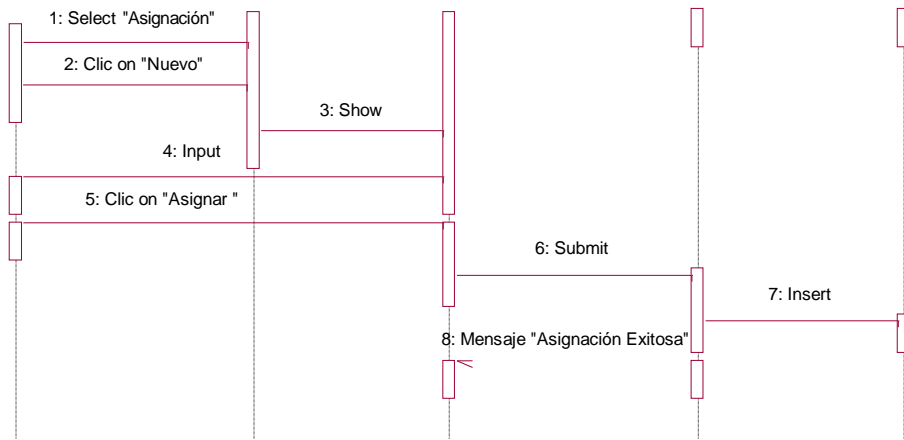 1: Select "Asignación"
2: Clic on "Nuevo"
3: Show
4: Input
5: Clic on "Asignar "
6: Submit
7: Insert
8: Mensaje "Asignación Exitosa"